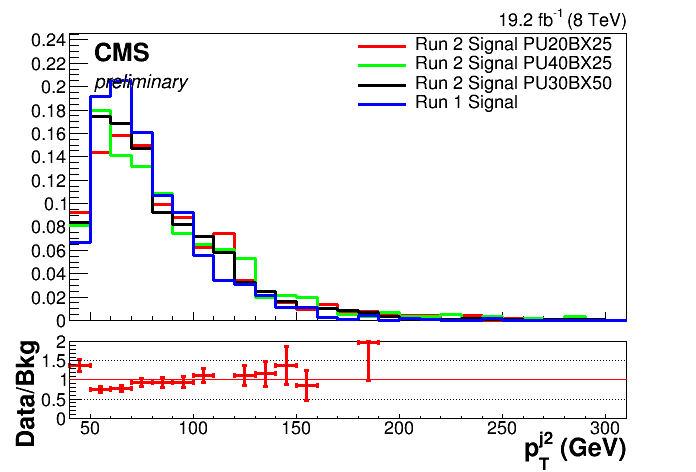 19.2 fb⁻¹ (8 TeV)
CMS
preliminary
Run 2 Signal PU20BX25
Run 2 Signal PU40BX25
Run 2 Signal PU30BX50
Run 1 Signal
0.24
0.22
0.2
0.18
0.16
0.14
0.12
0.1
0.08
0.06
0.04
0.02
0
Data/Bkg
2
1.5
1
0.5
0
50 100 150 200 250 300
p_T^j2 (GeV)